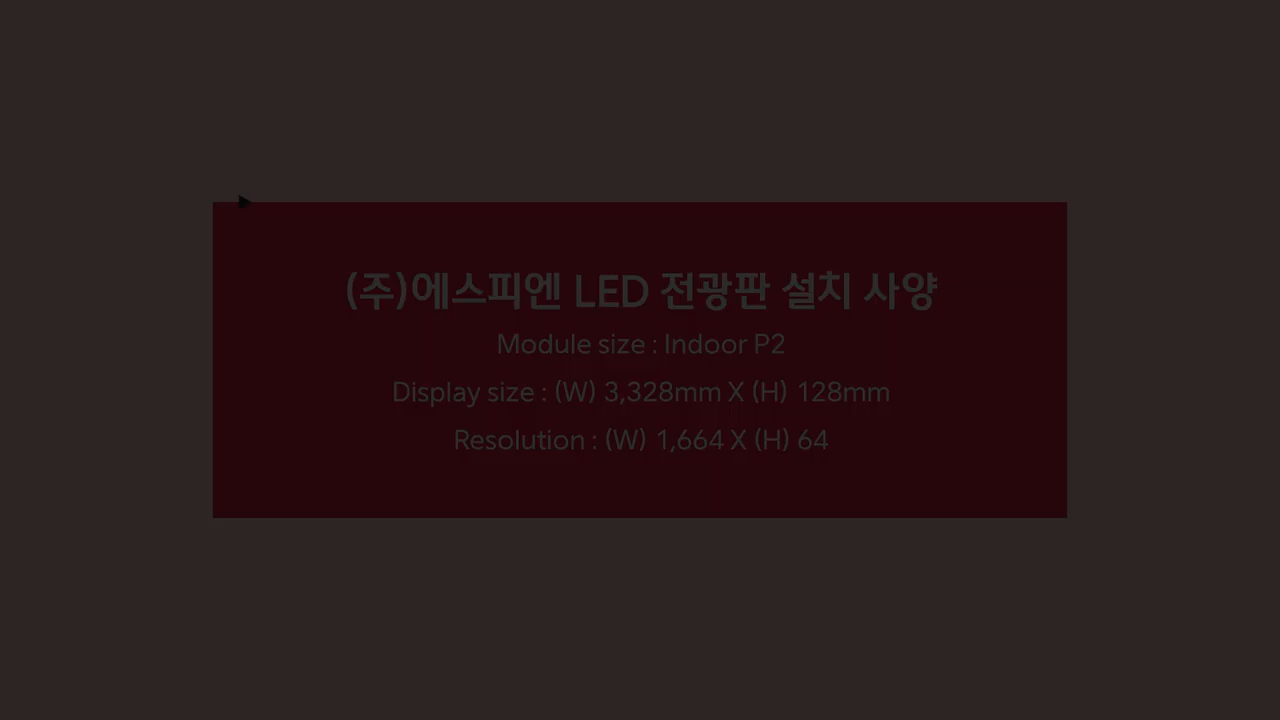 (주)에스피엔 LED 전광판 설치 사양
Module size : Indoor P2
Display size : (W) 3,328mm X (H) 128mm
Resolution : (W) 1,664 X (H) 64